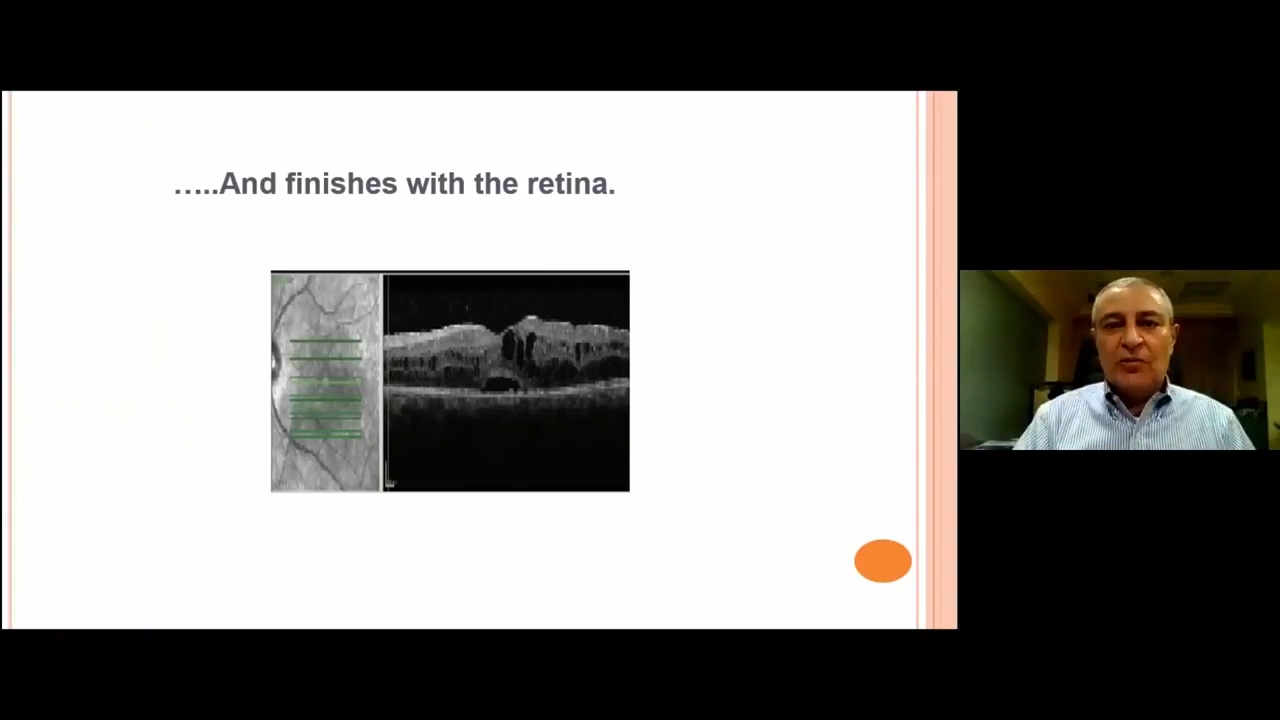 …..And finishes with the retina.